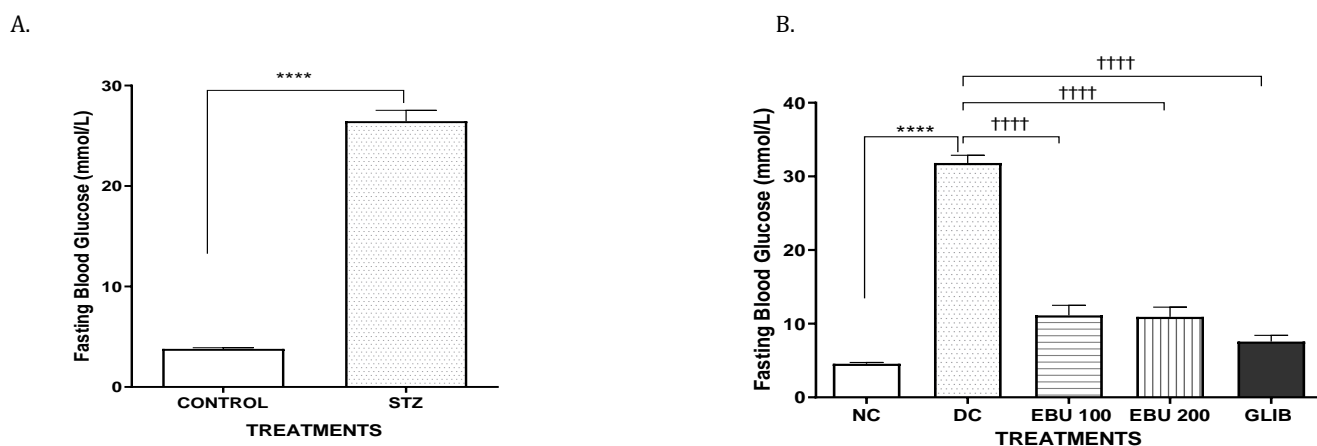 A.
Fasting Blood Glucose (mmol/L)
30
20
10
0
****
CONTROL STZ
TREATMENTS
B.
Fasting Blood Glucose (mmol/L)
40
30
20
10
0
††††
††††
**** ††††
NC DC EBU 100 EBU 200 GLIB
TREATMENTS